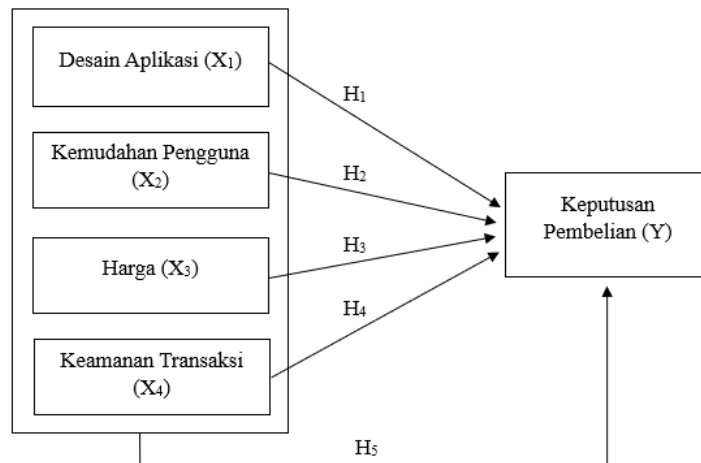 Desain Aplikasi (X₁)
H₁
Kemudahan Pengguna
(X₂)
H₂
Keputusan
Pembelian (Y)
Harga (X₃)
H₃
H₄
Keamanan Transaksi
(X₄)
H₅